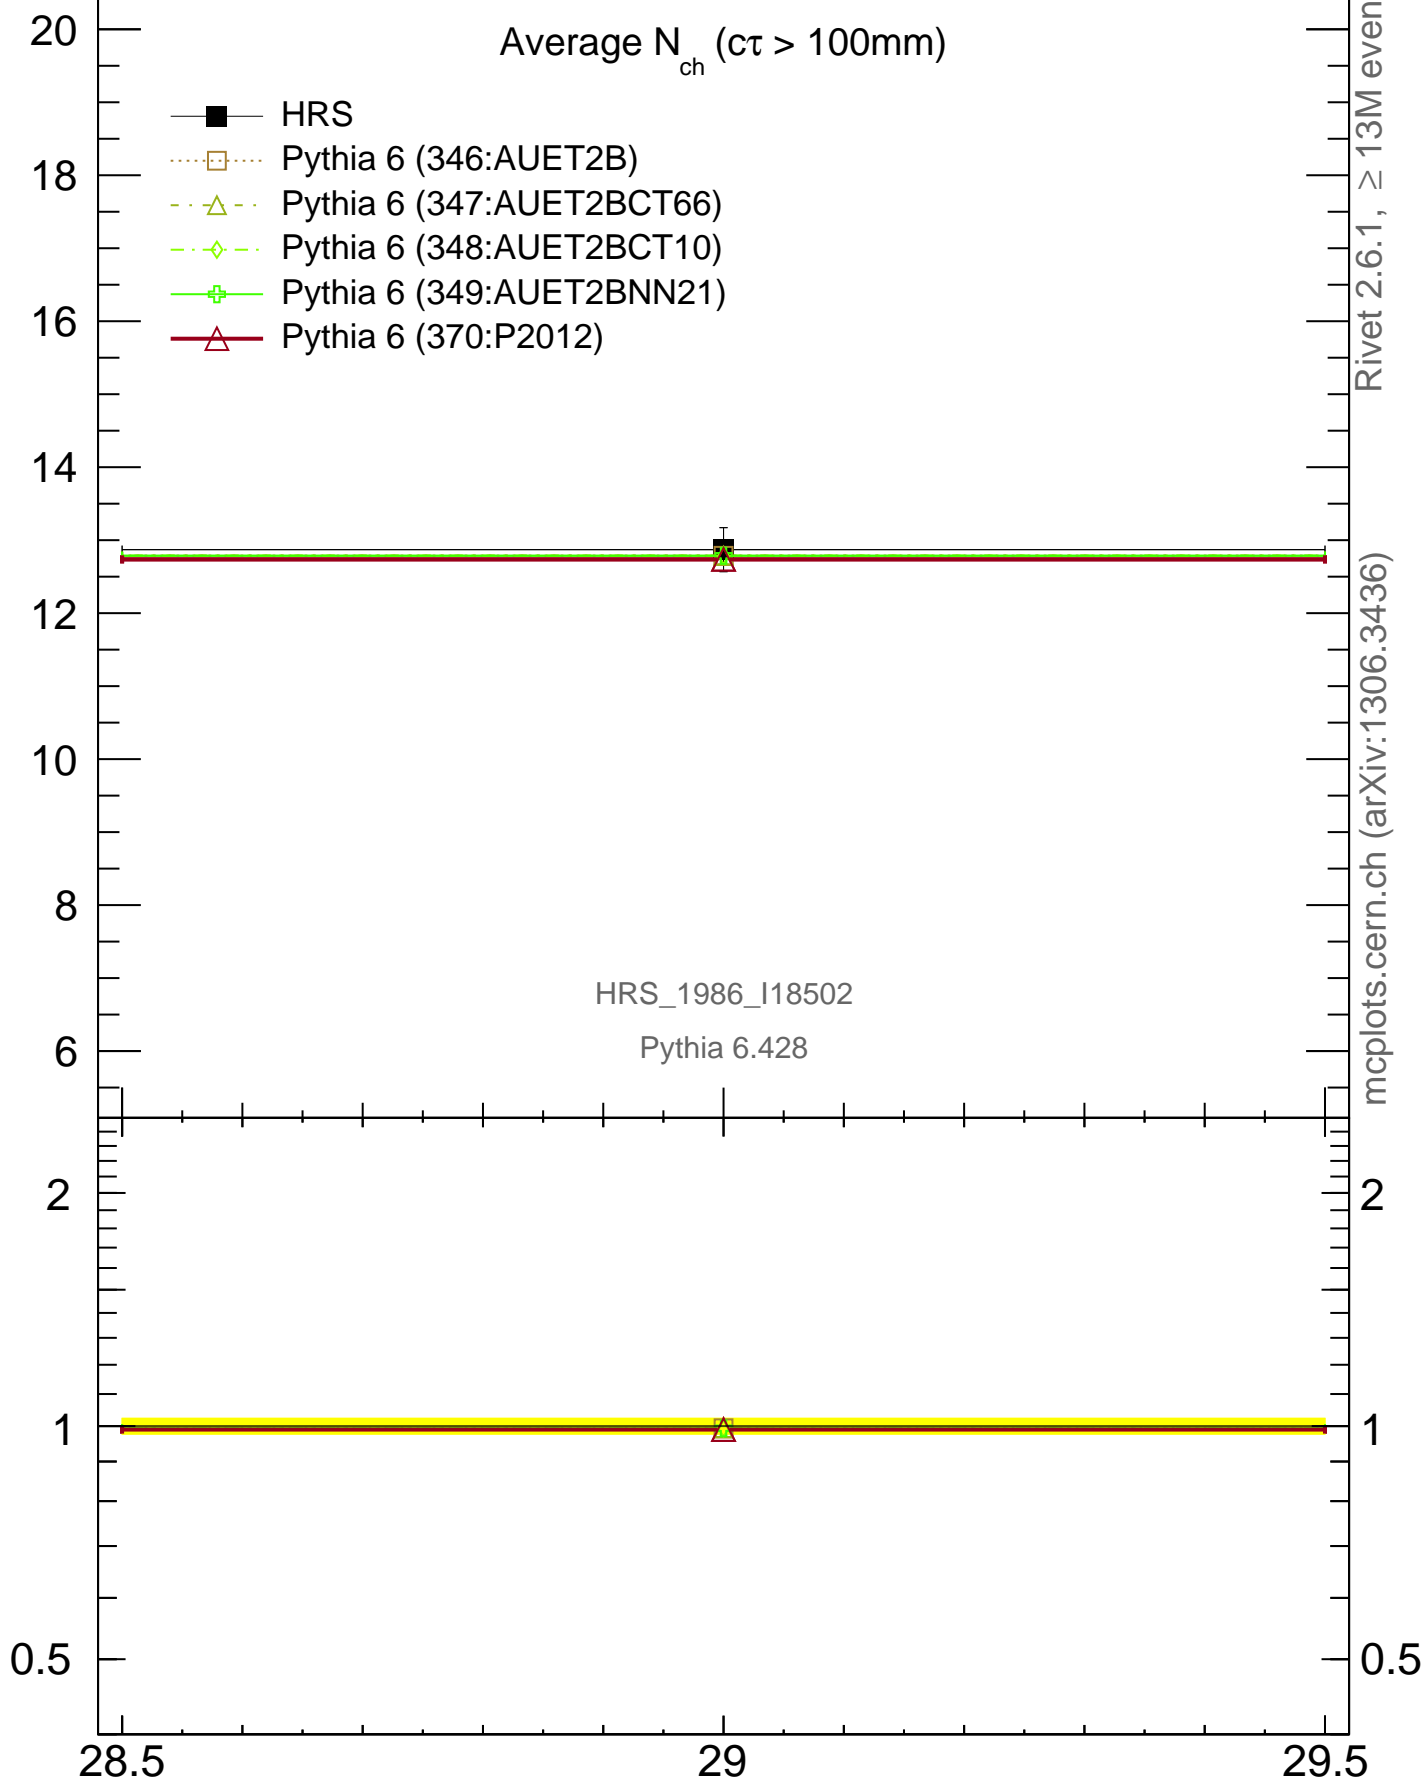 Average N_ch (cτ > 100mm)
HRS
Pythia 6 (346:AUET2B)
Pythia 6 (347:AUET2BCT66)
Pythia 6 (348:AUET2BCT10)
Pythia 6 (349:AUET2BNN21)
Pythia 6 (370:P2012)
20
18
16
14
12
10
8
6
HRS_1986_I18502
Pythia 6.428
2
1
0.5
2
1
0.5
28.5
29
29.5
Rivet 2.6.1, ≥ 13M even
mcplots.cern.ch (arXiv:1306.3436)